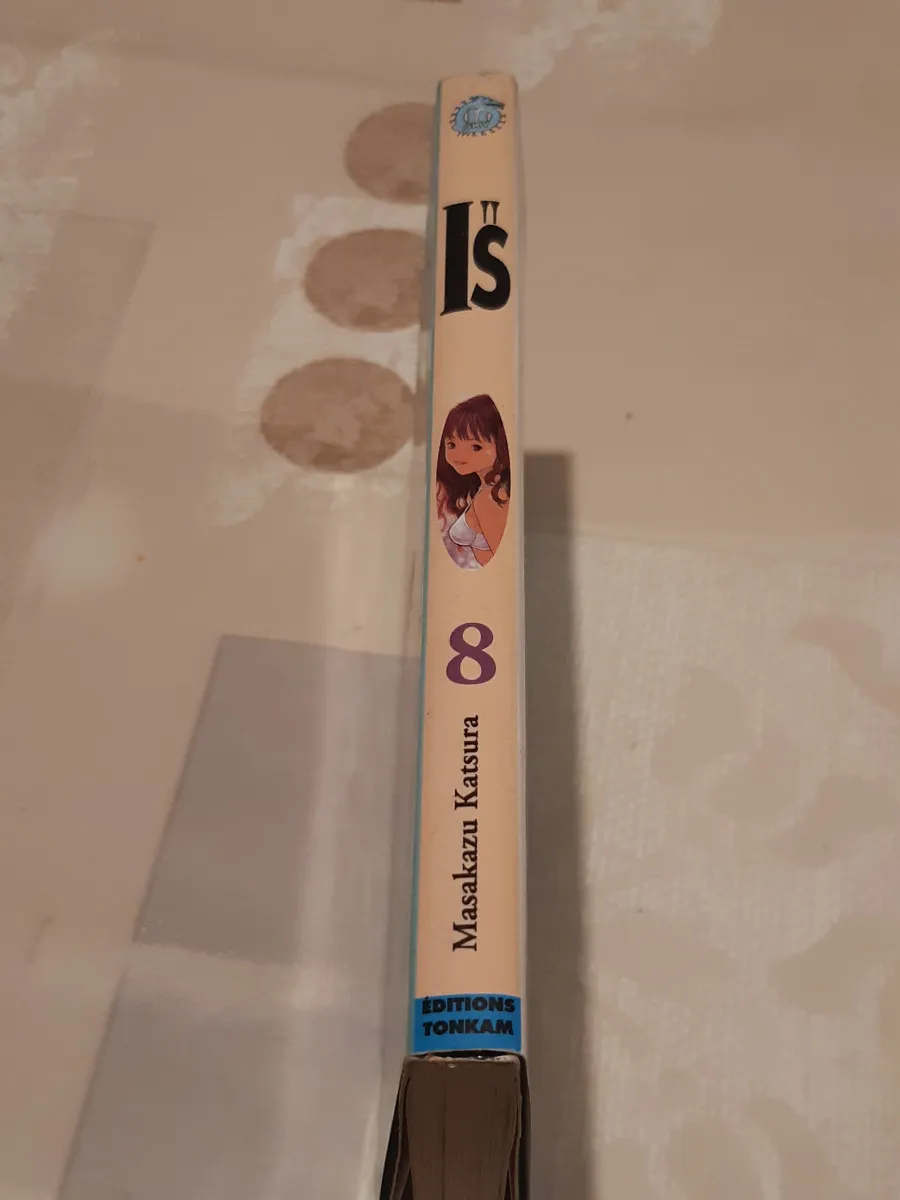 I"s
8
Masakazu Katsura
ÉDITIONS
TONKAM